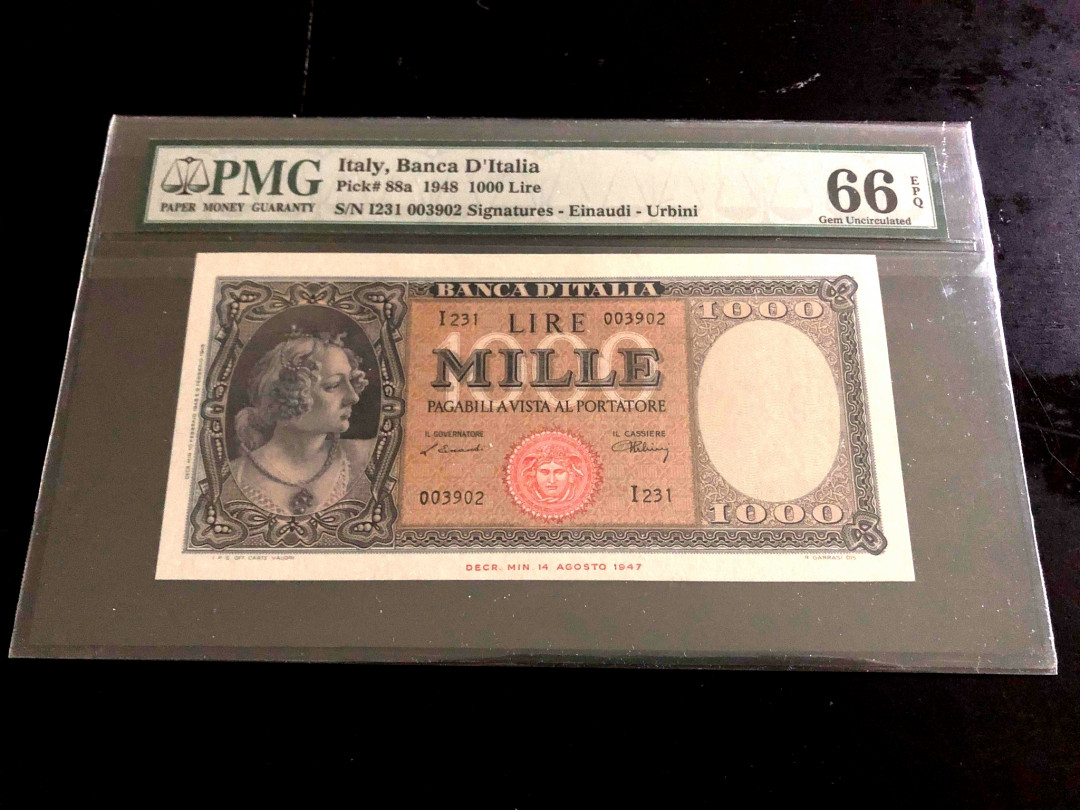 PMG
PAPER MONEY GUARANTY
Italy, Banca D'Italia
Pick# 88a 1948 1000 Lire
S/N I231 003902 Signatures - Einaudi - Urbini
66
EPQ
Gem Uncirculated
BANCA D'ITALIA
I231 LIRE 003902
1000
1000
MILLE
PAGABILI A VISTA AL PORTATORE
IL GOVERNATORE
IL CASSIERE
003902
I231
1000
DECR. MIN. 14 AGOSTO 1947